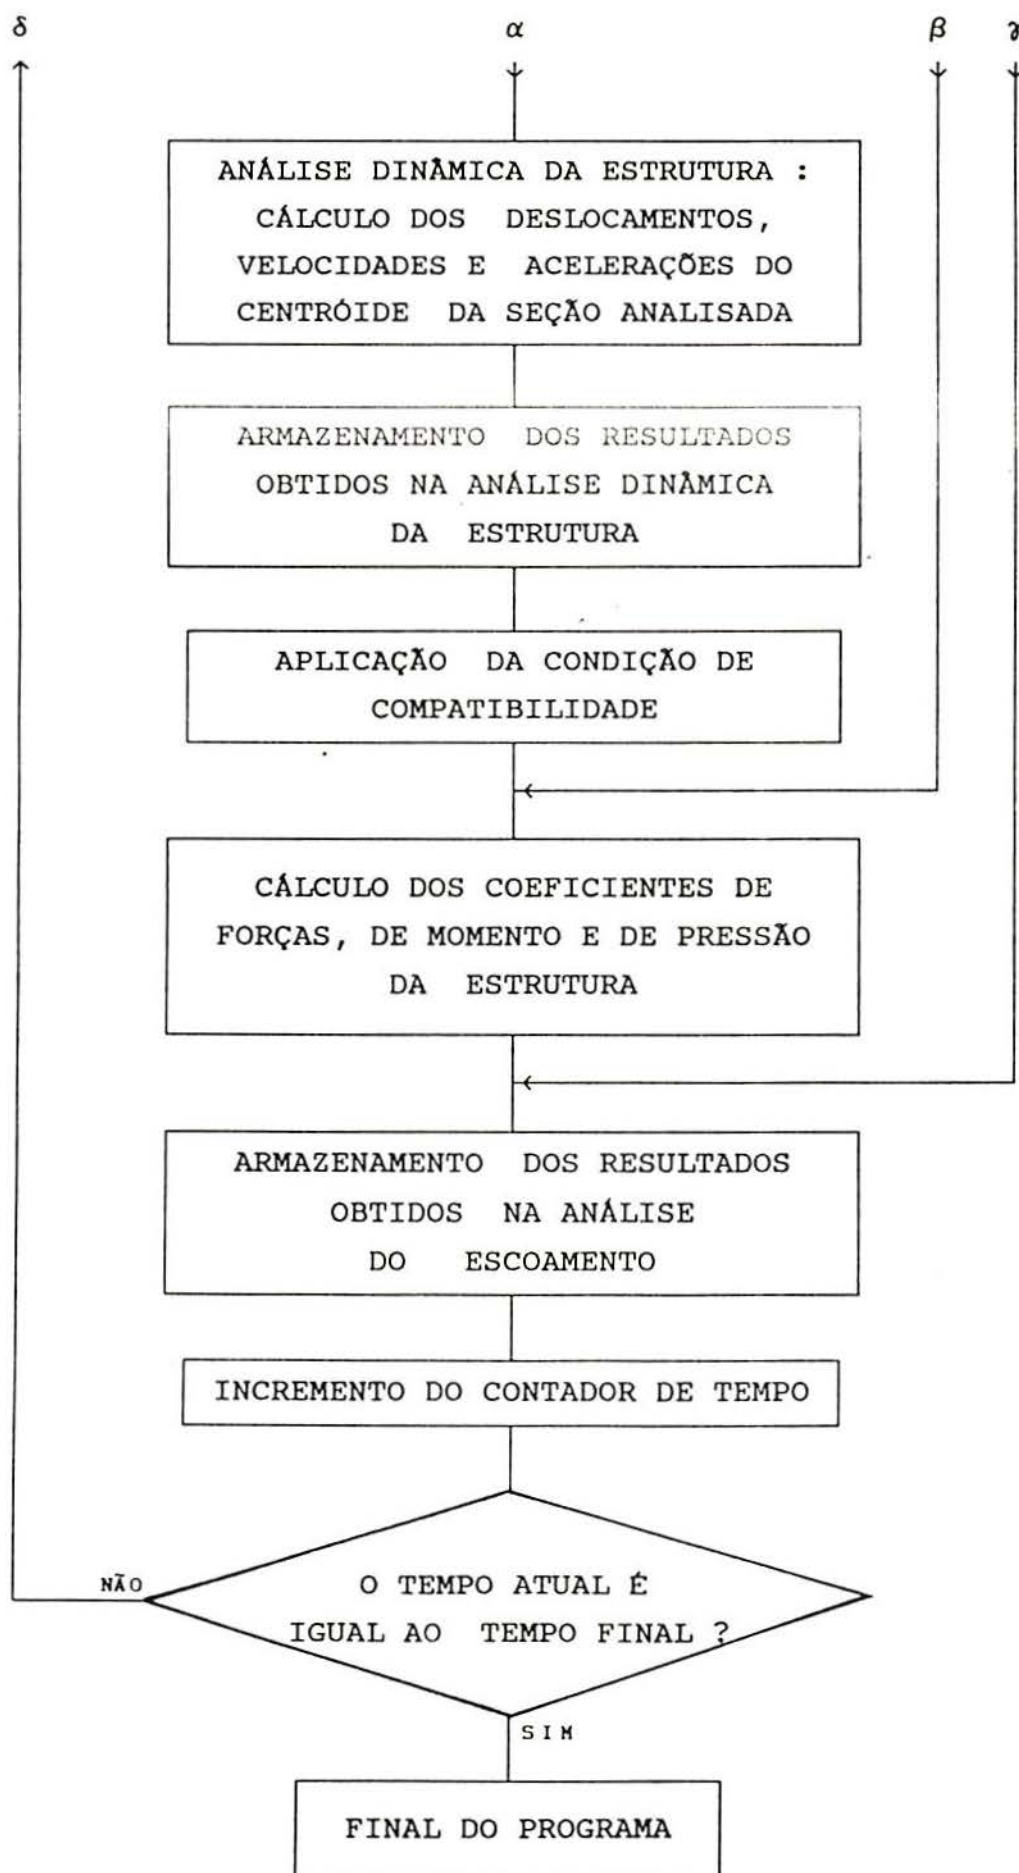 δ α β γ
ANÁLISE DINÂMICA DA ESTRUTURA :
CÁLCULO DOS DESLOCAMENTOS,
VELOCIDADES E ACELERAÇÕES DO
CENTRÓIDE DA SEÇÃO ANALISADA
ARMAZENAMENTO DOS RESULTADOS
OBTIDOS NA ANÁLISE DINÂMICA
DA ESTRUTURA
APLICAÇÃO DA CONDIÇÃO DE
COMPATIBILIDADE
CÁLCULO DOS COEFICIENTES DE
FORÇAS, DE MOMENTO E DE PRESSÃO
DA ESTRUTURA
ARMAZENAMENTO DOS RESULTADOS
OBTIDOS NA ANÁLISE
DO ESCOAMENTO
INCREMENTO DO CONTADOR DE TEMPO
NÃO
O TEMPO ATUAL É
IGUAL AO TEMPO FINAL ?
SIM
FINAL DO PROGRAMA